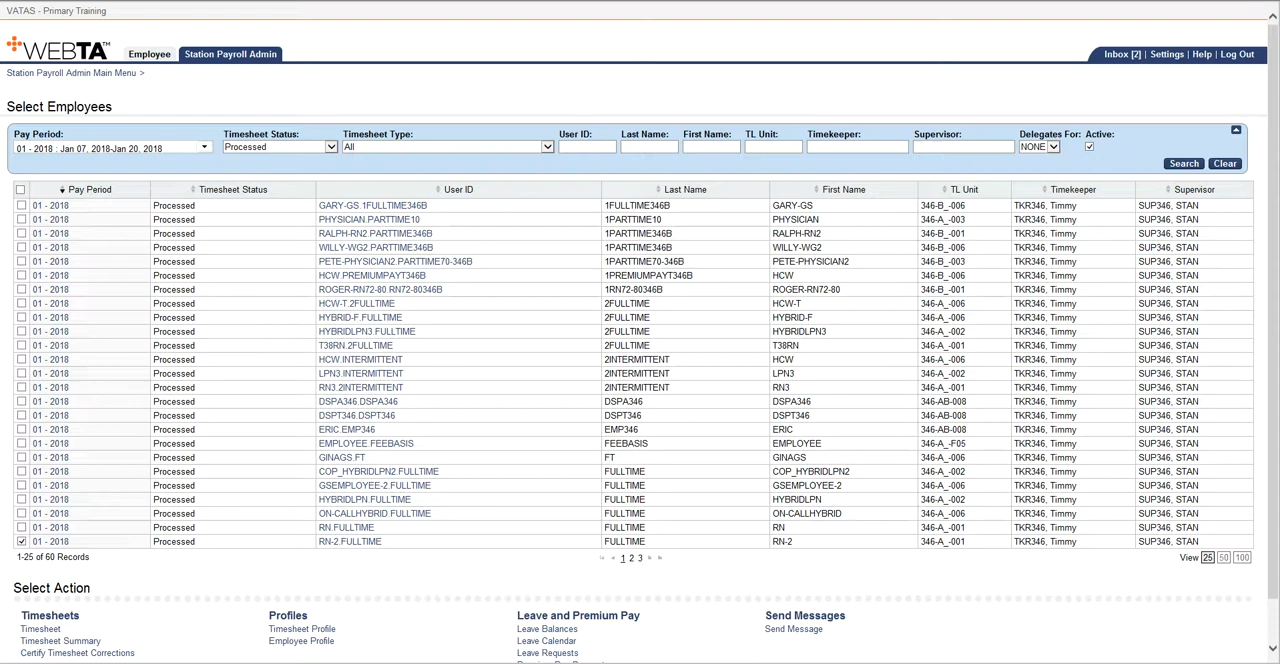 VATAS - Primary Training
WEBTA™ Employee Station Payroll Admin Inbox [2] | Settings | Help | Log Out
Station Payroll Admin Main Menu >
Select Employees
Pay Period: Timesheet Status: Timesheet Type: User ID: Last Name: First Name: TL Unit: Timekeeper: Supervisor: Delegates For: Active:
01 - 2018 : Jan 07, 2018-Jan 20, 2018 Processed All NONE
Search Clear
Pay Period Timesheet Status User ID Last Name First Name TL Unit Timekeeper Supervisor
01 - 2018 Processed GARY-GS.1FULLTIME346B 1FULLTIME346B GARY-GS 346-B_-006 TKR346, Timmy SUP346, STAN
01 - 2018 Processed PHYSICIAN.PARTTIME10 1PARTTIME10 PHYSICIAN 346-A_-003 TKR346, Timmy SUP346, STAN
01 - 2018 Processed RALPH-RN2.PARTTIME346B 1PARTTIME346B RALPH-RN2 346-B_-001 TKR346, Timmy SUP346, STAN
01 - 2018 Processed WILLY-WG2.PARTTIME346B 1PARTTIME346B WILLY-WG2 346-B_-006 TKR346, Timmy SUP346, STAN
01 - 2018 Processed PETE-PHYSICIAN2.PARTTIME70-346B 1PARTTIME70-346B PETE-PHYSICIAN2 346-B_-003 TKR346, Timmy SUP346, STAN
01 - 2018 Processed HCW.PREMIUMPAYT346B 1PREMIUMPAYT346B HCW 346-B_-006 TKR346, Timmy SUP346, STAN
01 - 2018 Processed ROGER-RN72-80.RN72-80346B 1RN72-80346B ROGER-RN72-80 346-B_-001 TKR346, Timmy SUP346, STAN
01 - 2018 Processed HCW-T.2FULLTIME 2FULLTIME HCW-T 346-A_-006 TKR346, Timmy SUP346, STAN
01 - 2018 Processed HYBRID-F.FULLTIME 2FULLTIME HYBRID-F 346-A_-006 TKR346, Timmy SUP346, STAN
01 - 2018 Processed HYBRIDLPN3.FULLTIME 2FULLTIME HYBRIDLPN3 346-A_-002 TKR346, Timmy SUP346, STAN
01 - 2018 Processed T38RN.2FULLTIME 2FULLTIME T38RN 346-A_-001 TKR346, Timmy SUP346, STAN
01 - 2018 Processed HCW.INTERMITTENT 2INTERMITTENT HCW 346-A_-006 TKR346, Timmy SUP346, STAN
01 - 2018 Processed LPN3.INTERMITTENT 2INTERMITTENT LPN3 346-A_-002 TKR346, Timmy SUP346, STAN
01 - 2018 Processed RN3.2INTERMITTENT 2INTERMITTENT RN3 346-A_-001 TKR346, Timmy SUP346, STAN
01 - 2018 Processed DSPA346.DSPA346 DSPA346 DSPA346 346-AB-008 TKR346, Timmy SUP346, STAN
01 - 2018 Processed DSPT346.DSPT346 DSPT346 DSPT346 346-AB-008 TKR346, Timmy SUP346, STAN
01 - 2018 Processed ERIC.EMP346 EMP346 ERIC 346-AB-008 TKR346, Timmy SUP346, STAN
01 - 2018 Processed EMPLOYEE.FEEBASIS FEEBASIS EMPLOYEE 346-A_-F05 TKR346, Timmy SUP346, STAN
01 - 2018 Processed GINAGS.FT FT GINAGS 346-A_-006 TKR346, Timmy SUP346, STAN
01 - 2018 Processed COP_HYBRIDLPN2.FULLTIME FULLTIME COP_HYBRIDLPN2 346-A_-002 TKR346, Timmy SUP346, STAN
01 - 2018 Processed GSEMPLOYEE-2.FULLTIME FULLTIME GSEMPLOYEE-2 346-A_-006 TKR346, Timmy SUP346, STAN
01 - 2018 Processed HYBRIDLPN.FULLTIME FULLTIME HYBRIDLPN 346-A_-002 TKR346, Timmy SUP346, STAN
01 - 2018 Processed ON-CALLHYBRID.FULLTIME FULLTIME ON-CALLHYBRID 346-A_-006 TKR346, Timmy SUP346, STAN
01 - 2018 Processed RN.FULLTIME FULLTIME RN 346-A_-001 TKR346, Timmy SUP346, STAN
01 - 2018 Processed RN-2.FULLTIME FULLTIME RN-2 346-A_-001 TKR346, Timmy SUP346, STAN
1-25 of 60 Records 1 2 3 View 25 50 100
Select Action
Timesheets Profiles Leave and Premium Pay Send Messages
Timesheet Timesheet Profile Leave Balances Send Message
Timesheet Summary Employee Profile Leave Calendar
Certify Timesheet Corrections Leave Requests